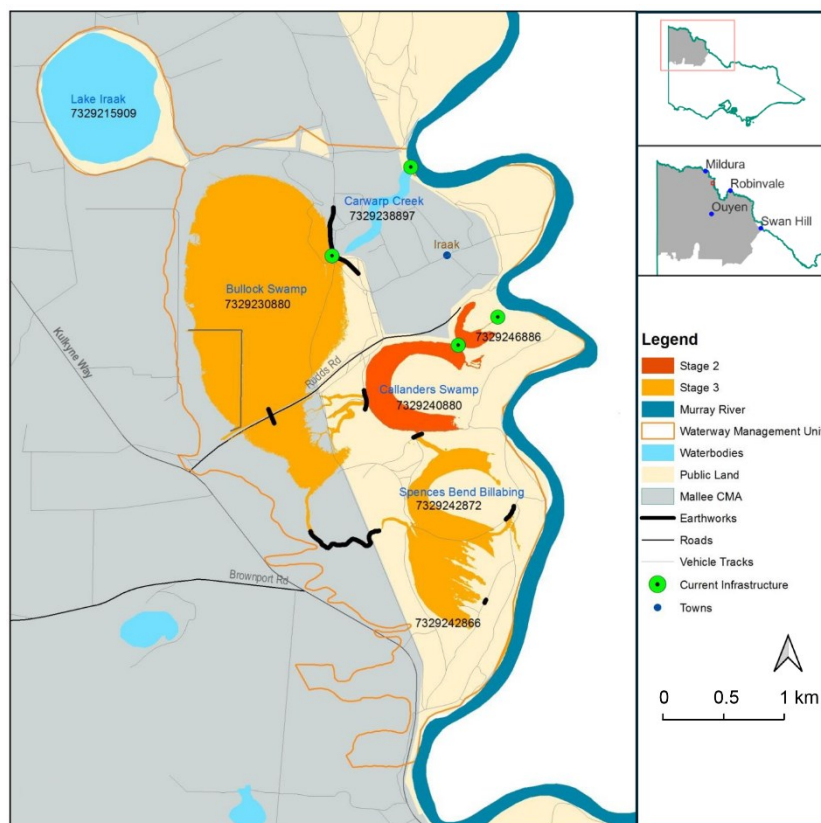 Lake Iraak
7329215909
Carwarp Creek
7329238897
Iraak
Bullock Swamp
7329230880
Kulkyne Way
Rudds Rd
7329246886
Callanders Swamp
7329240880
Spences Bend Billabing
7329242872
Brownport Rd
7329242866
Mildura
Robinvale
Ouyen
Swan Hill
Legend
Stage 2
Stage 3
Murray River
Waterway Management Uni
Waterbodies
Public Land
Mallee CMA
Earthworks
Roads
Vehicle Tracks
Current Infrastructure
Towns
0 0.5 1 km